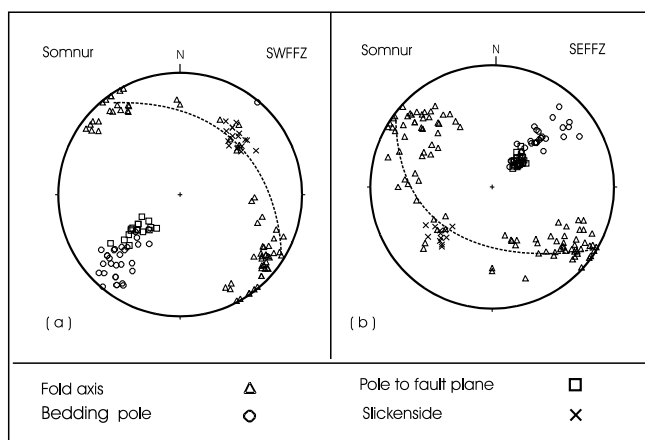 Somnur N SWFFZ
Somnur N SEFFZ
( a )
( b )
Fold axis
Bedding pole
Pole to fault plane
Slickenside